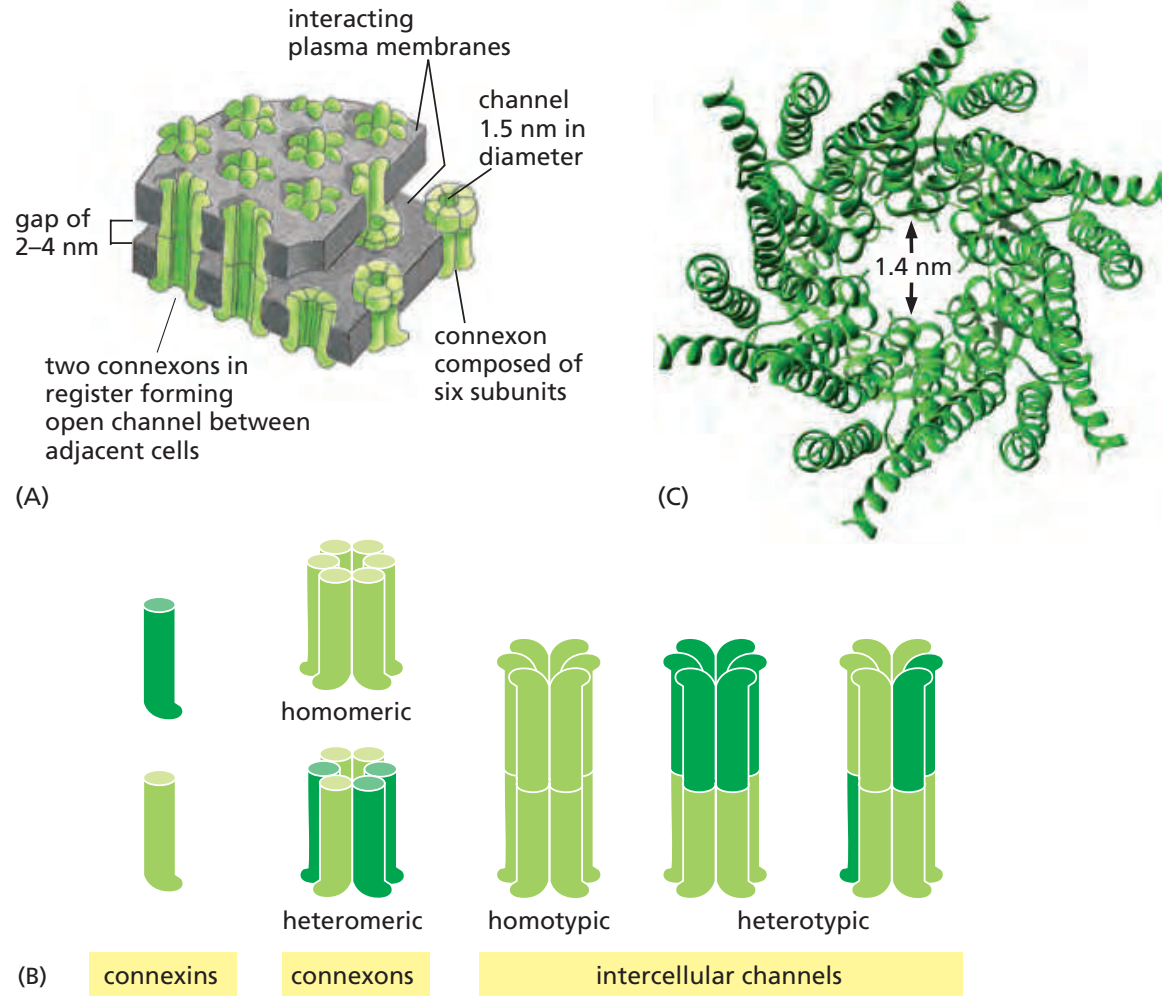 interacting
plasma membranes
channel
1.5 nm in
diameter
gap of
2–4 nm
two connexons in
register forming
open channel between
adjacent cells
connexon
composed of
six subunits
(A)
1.4 nm
(C)
homomeric
heteromeric
homotypic
heterotypic
(B)
connexins
connexons
intercellular channels